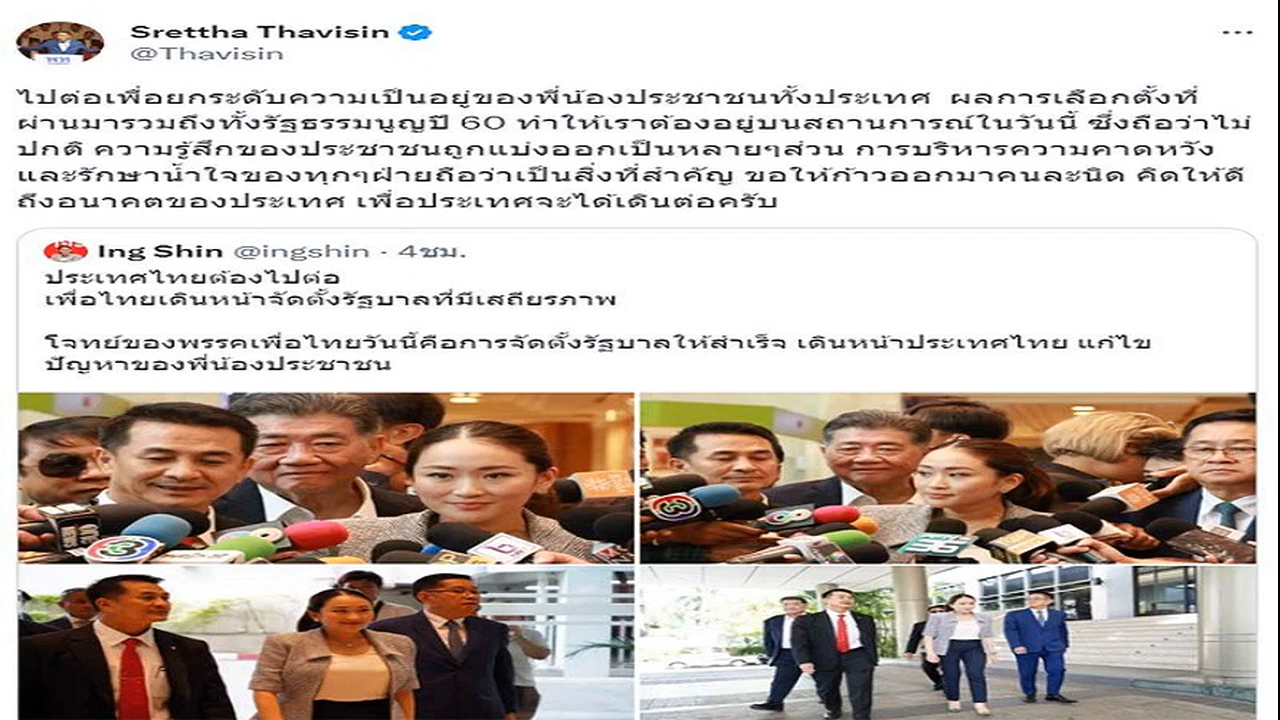 Srettha Thavisin
@Thavisin
ไปต่อเพื่อยกระดับความเป็นอยู่ของพี่น้องประชาชนทั้งประเทศ ผลการเลือกตั้งที่
ผ่านมารวมถึงทั้งรัฐธรรมนูญปี 60 ทำให้เราต้องอยู่บนสถานการณ์ในวันนี้ ซึ่งถือว่าไม่
ปกติ ความรู้สึกของประชาชนถูกแบ่งออกเป็นหลายๆส่วน การบริหารความคาดหวัง
และรักษาน้ำใจของทุกๆฝ่ายถือว่าเป็นสิ่งที่สำคัญ ขอให้ก้าวออกมาคนละนิด คิดให้ดี
ถึงอนาคตของประเทศ เพื่อประเทศจะได้เดินต่อครับ
Ing Shin @ingshin · 4ชม.
ประเทศไทยต้องไปต่อ
เพื่อไทยเดินหน้าจัดตั้งรัฐบาลที่มีเสถียรภาพ
โจทย์ของพรรคเพื่อไทยวันนี้คือการจัดตั้งรัฐบาลให้สำเร็จ เดินหน้าประเทศไทย แก้ไข
ปัญหาของพี่น้องประชาชน